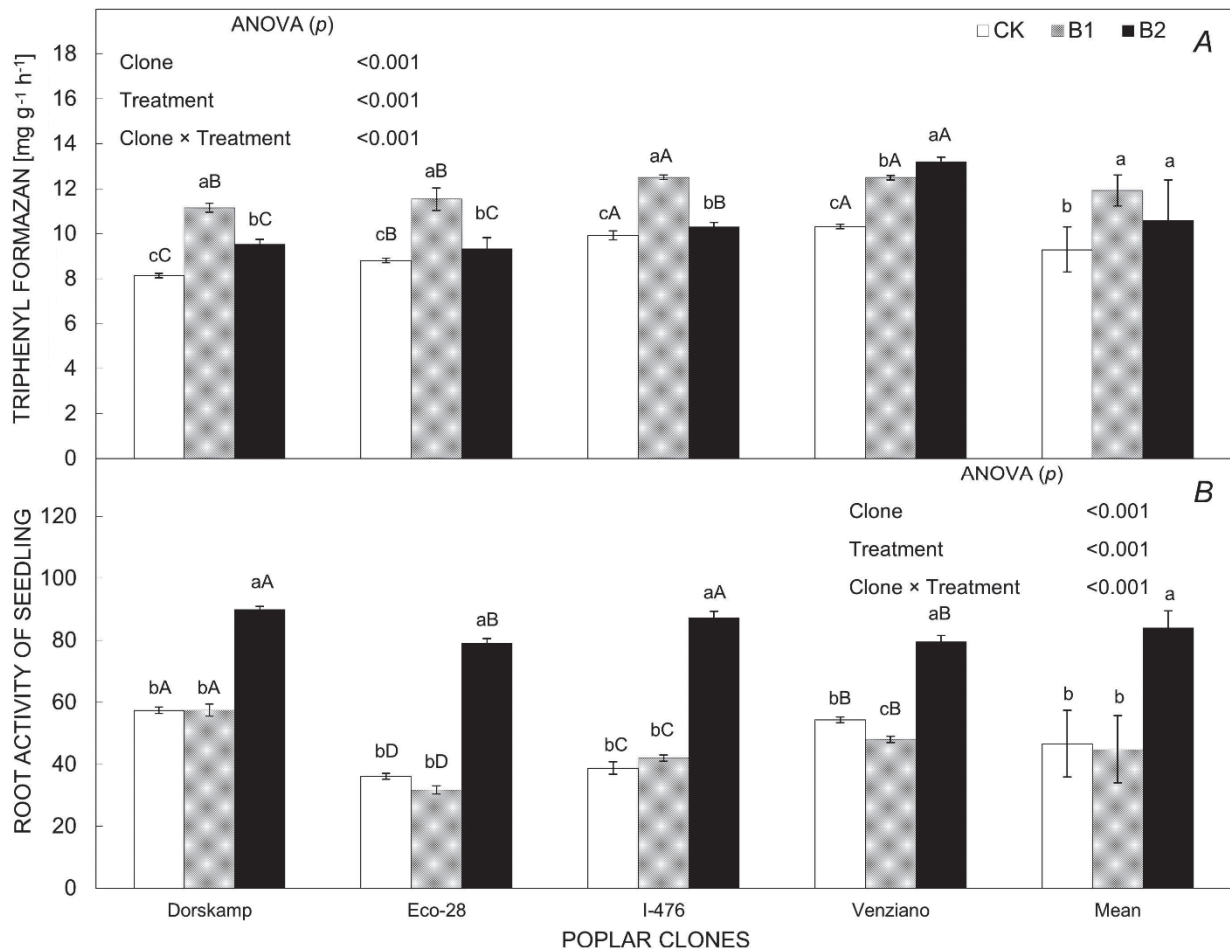 ANOVA (p)
CK B1 B2
A
Clone <0.001
Treatment <0.001
Clone × Treatment <0.001
TRIPHENYL FORMAZAN [mg g⁻¹ h⁻¹]
18
16
14
12
10
8
6
4
2
0
cC aB bC
cB aB bC
cA aA bB
cA bA aA
b a a
ANOVA (p)
B
Clone <0.001
Treatment <0.001
Clone × Treatment <0.001
ROOT ACTIVITY OF SEEDLING
120
100
80
60
40
20
0
bA bA aA
bD bD aB
bC bC aA
bB cB aB
b b a
Dorskamp Eco-28 I-476 Venziano Mean
POPLAR CLONES